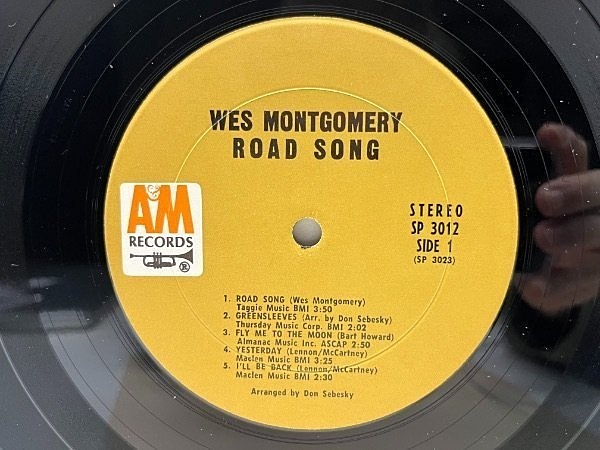 WES MONTGOMERY
ROAD SONG
A&M
RECORDS
®
STEREO
SP 3012
SIDE 1
(SP 3023)
1. ROAD SONG (Wes Montgomery)
Taggie Music BMI 3:50
2. GREENSLEEVES (Arr. by Don Sebesky)
Thursday Music Corp. BMI 2:02
3. FLY ME TO THE MOON (Bart Howard)
Almanac Music Inc. ASCAP 2:50
4. YESTERDAY (Lennon/McCartney)
Maclen Music BMI 3:25
5. I'LL BE BACK (Lennon/McCartney)
Maclen Music BMI 2:30
Arranged by Don Sebesky